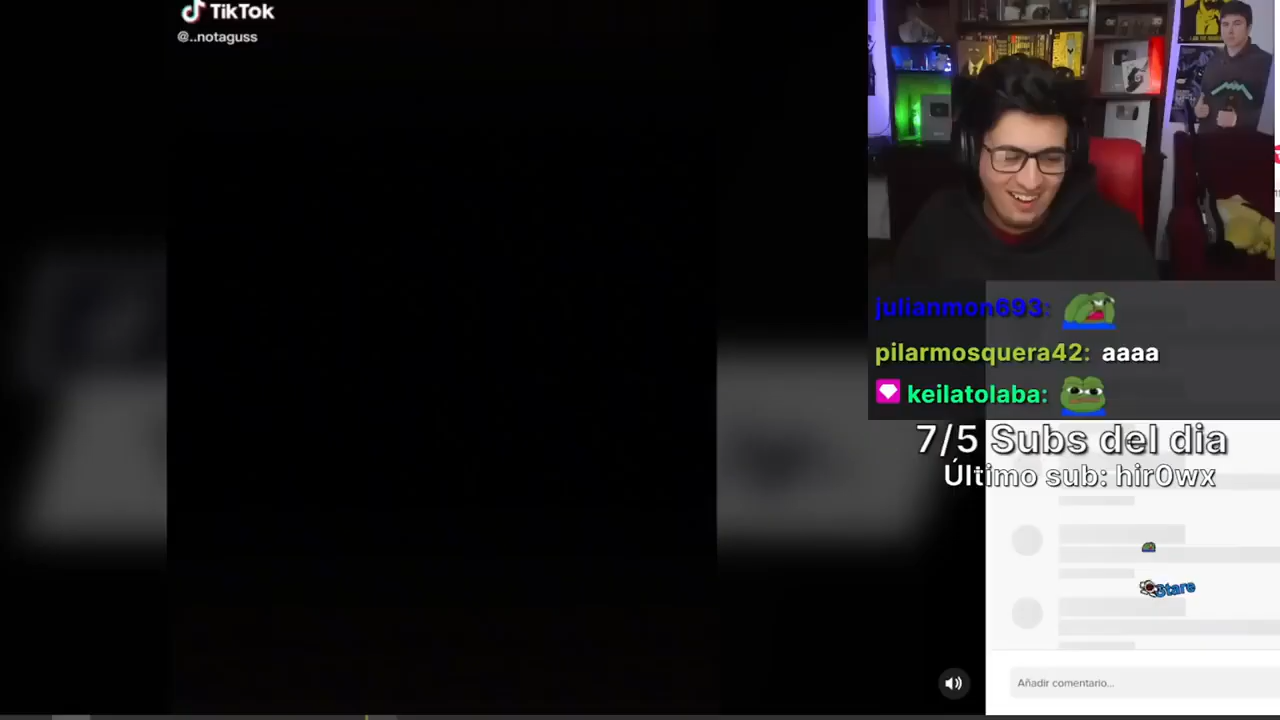 TikTok
@..notaguss
julianmon693:
pilarmosquera42: aaaa
keilatolaba:
7/5 Subs del dia
Último sub: hir0wx
Stare
Añadir comentario...